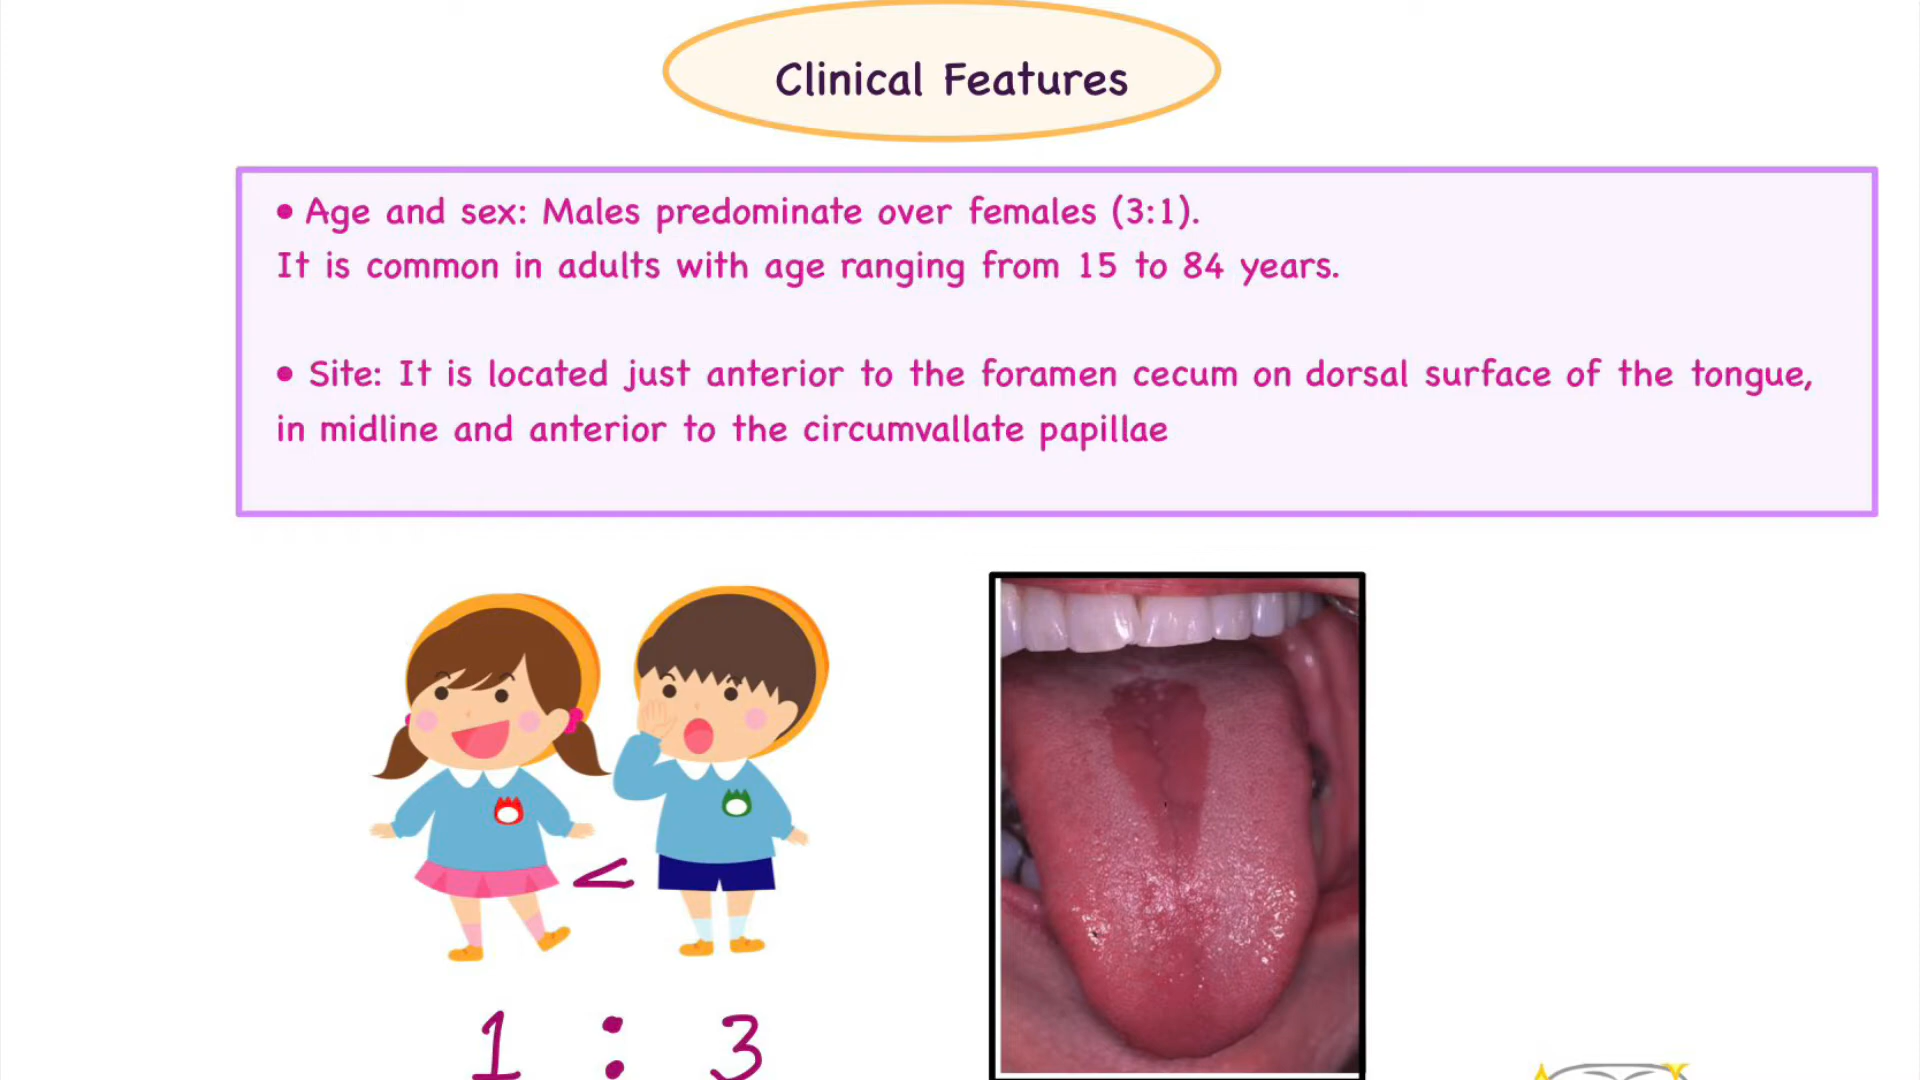 Clinical Features
• Age and sex: Males predominate over females (3:1).
It is common in adults with age ranging from 15 to 84 years.
• Site: It is located just anterior to the foramen cecum on dorsal surface of the tongue,
in midline and anterior to the circumvallate papillae
<
1 : 3